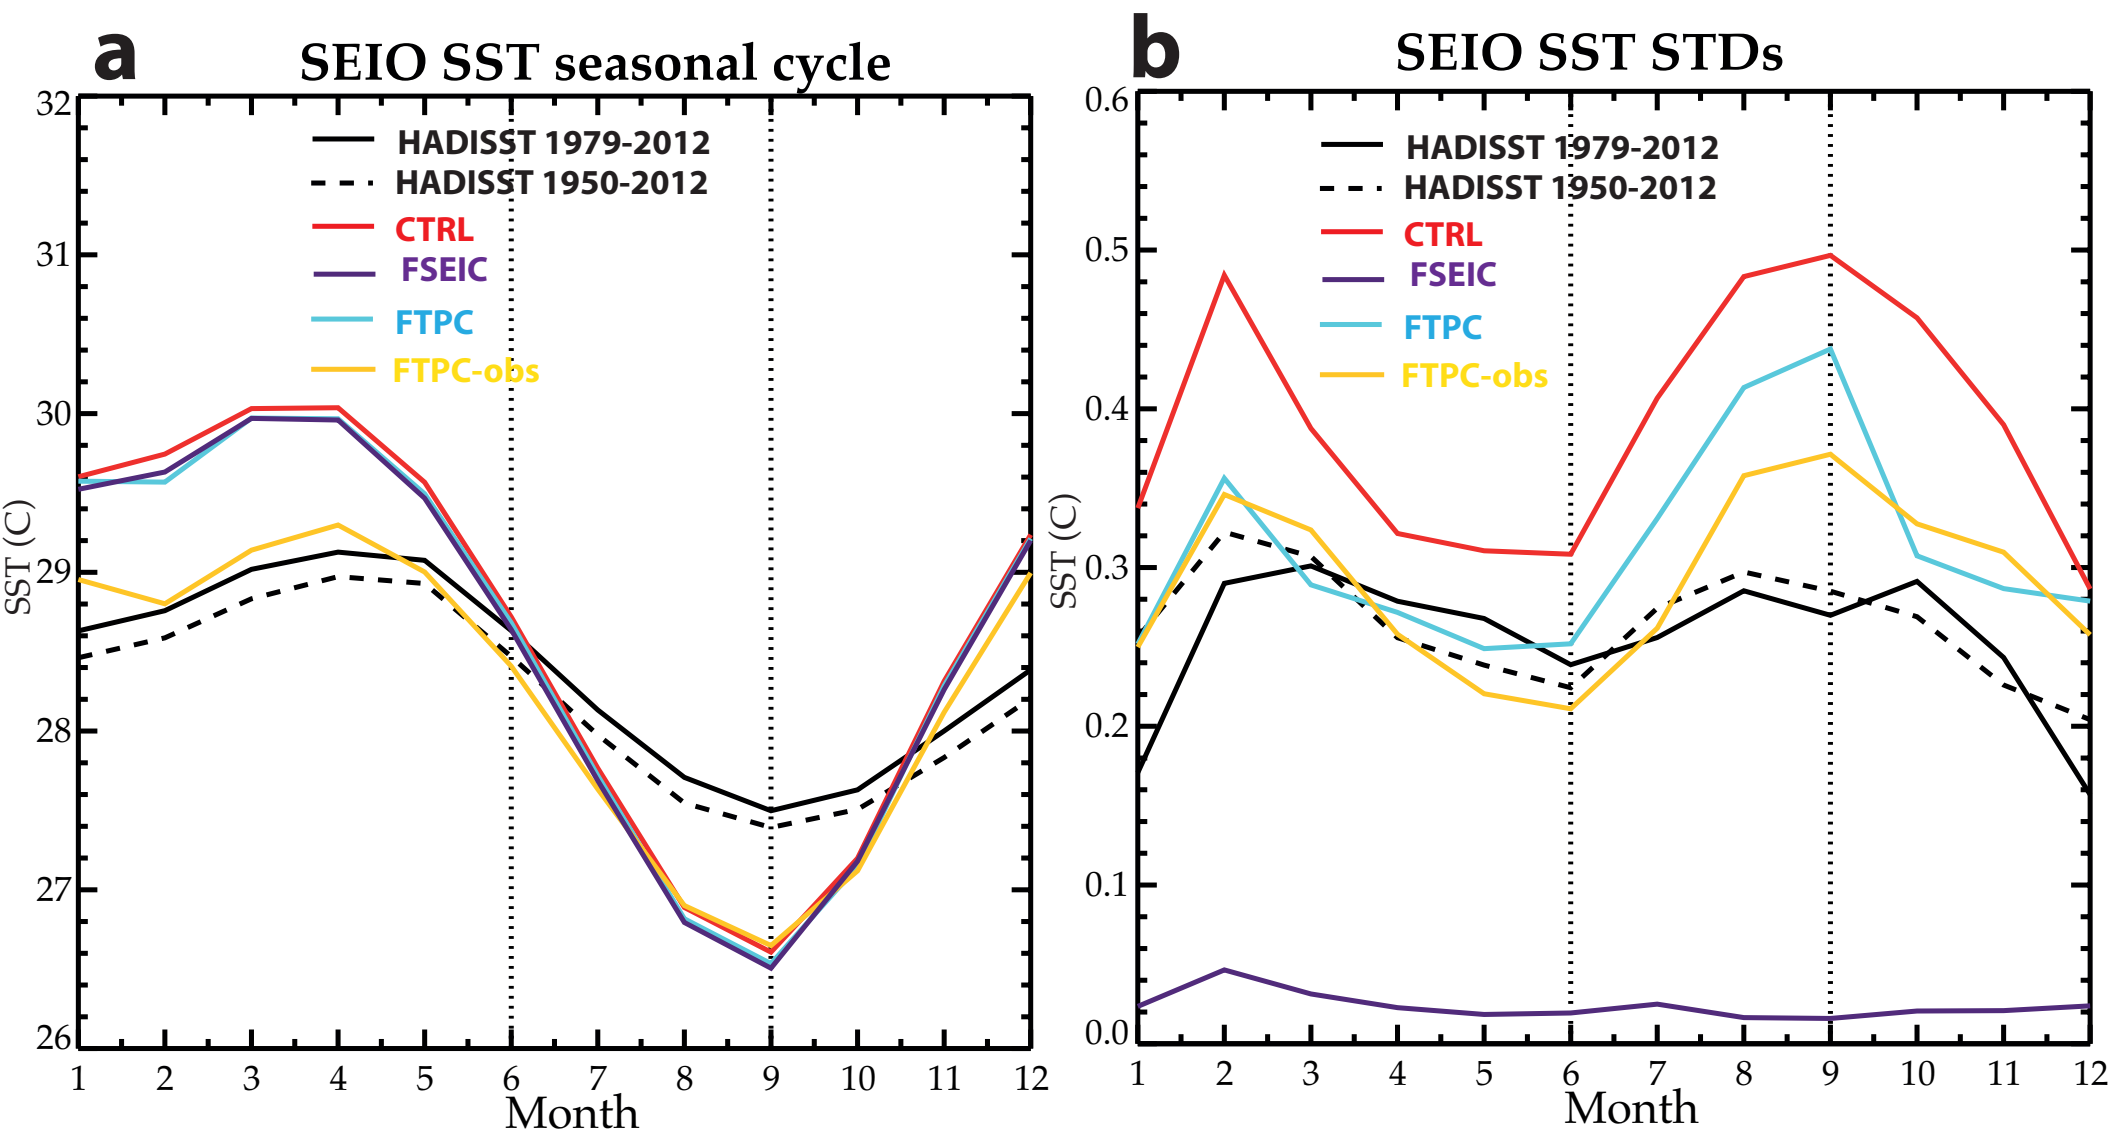 a
SEIO SST seasonal cycle
32
31
30
29
28
27
26
SST (C)
HADISST 1979-2012
HADISST 1950-2012
CTRL
FSEIC
FTPC
FTPC-obs
1 2 3 4 5 6 7 8 9 10 11 12
Month
b
SEIO SST STDs
0.6
0.5
0.4
0.3
0.2
0.1
0.0
SST (C)
HADISST 1979-2012
HADISST 1950-2012
CTRL
FSEIC
FTPC
FTPC-obs
1 2 3 4 5 6 7 8 9 10 11 12
Month